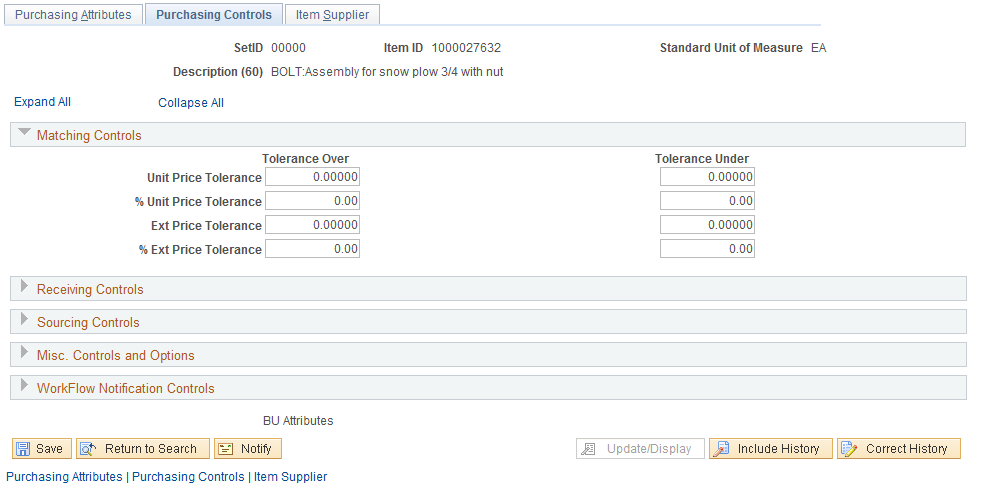 Purchasing Attributes Purchasing Controls Item Supplier
SetID 00000 Item ID 1000027632 Standard Unit of Measure EA
Description (60) BOLT:Assembly for snow plow 3/4 with nut
Expand All Collapse All
Matching Controls
Tolerance Over Tolerance Under
Unit Price Tolerance 0.00000 0.00000
% Unit Price Tolerance 0.00 0.00
Ext Price Tolerance 0.00000 0.00000
% Ext Price Tolerance 0.00 0.00
Receiving Controls
Sourcing Controls
Misc. Controls and Options
WorkFlow Notification Controls
BU Attributes
Save Return to Search Notify Update/Display Include History Correct History
Purchasing Attributes | Purchasing Controls | Item Supplier